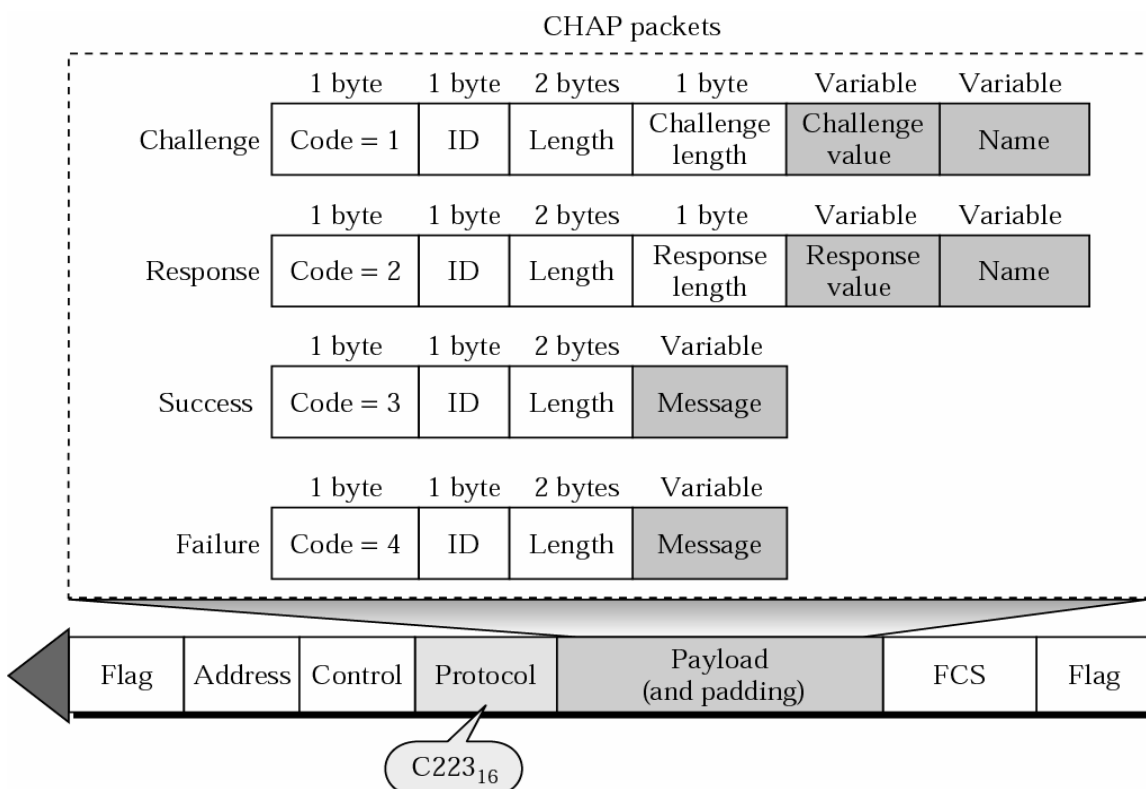 CHAP packets
1 byte 1 byte 2 bytes 1 byte Variable Variable
Challenge Code = 1 ID Length Challenge length Challenge value Name
1 byte 1 byte 2 bytes 1 byte Variable Variable
Response Code = 2 ID Length Response length Response value Name
1 byte 1 byte 2 bytes Variable
Success Code = 3 ID Length Message
1 byte 1 byte 2 bytes Variable
Failure Code = 4 ID Length Message
Flag Address Control Protocol Payload (and padding) FCS Flag
C223₁₆